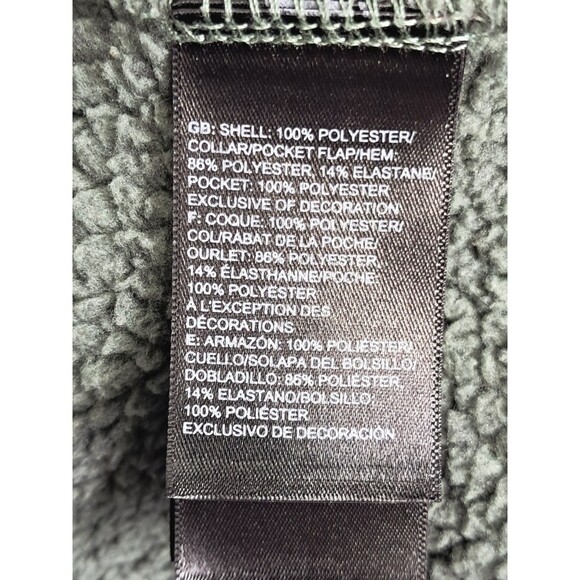 GB: SHELL: 100% POLYESTER/
COLLAR/POCKET FLAP/HEM:
86% POLYESTER, 14% ELASTANE/
POCKET: 100% POLYESTER
EXCLUSIVE OF DECORATION
F: COQUE: 100% POLYESTER/
COL/RABAT DE LA POCHE/
OURLET: 86% POLYESTER,
14% ÉLASTHANNE/POCHE:
100% POLYESTER
À L'EXCEPTION DES
DÉCORATIONS
E: ARMAZÓN: 100% POLIÉSTER/
CUELLO/SOLAPA DEL BOLSILLO/
DOBLADILLO: 86% POLIÉSTER,
14% ELASTANO/BOLSILLO:
100% POLIÉSTER
EXCLUSIVO DE DECORACIÓN